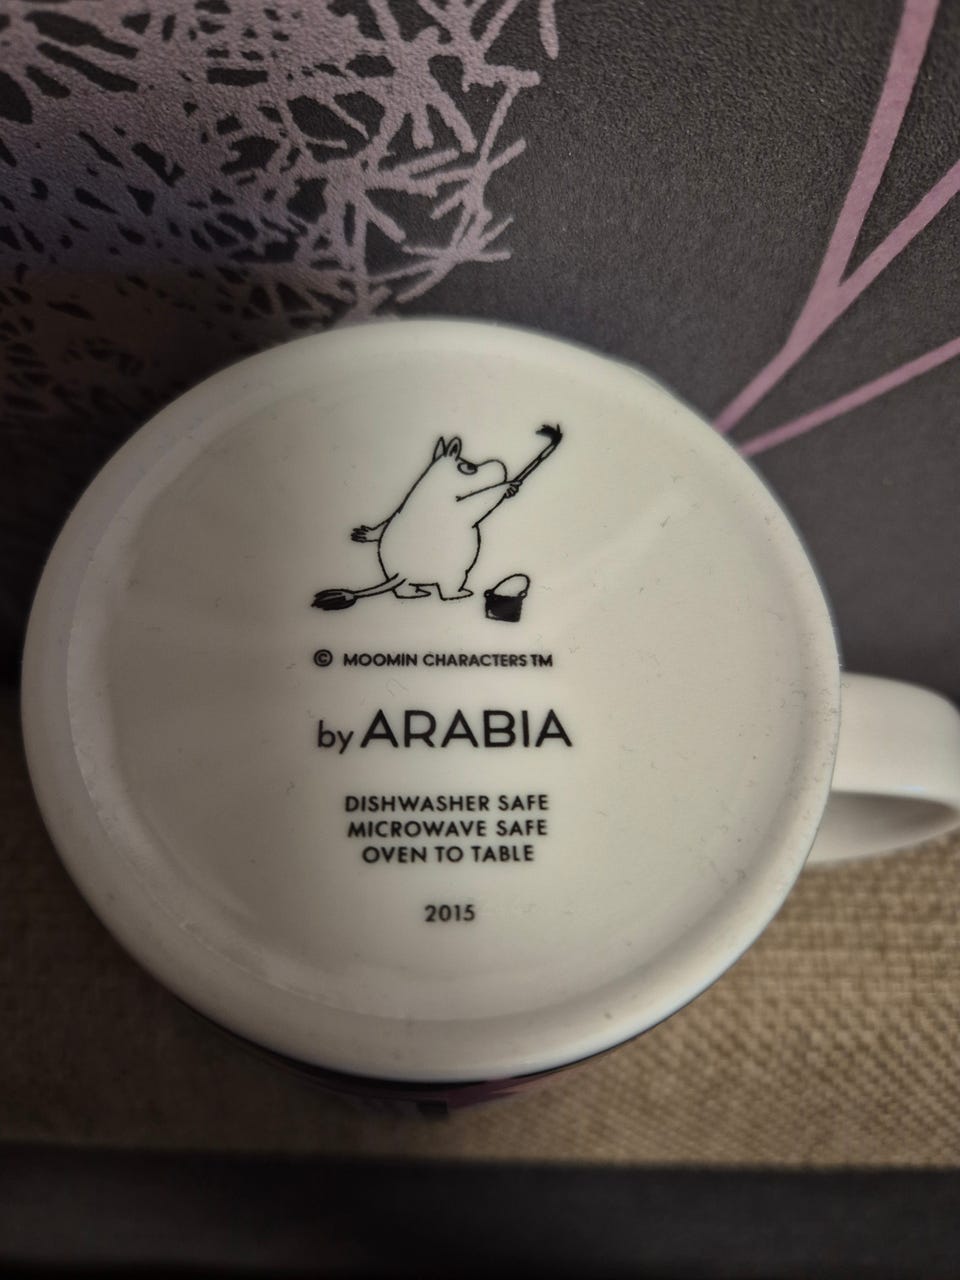 © MOOMIN CHARACTERS TM
by ARABIA
DISHWASHER SAFE
MICROWAVE SAFE
OVEN TO TABLE
2015